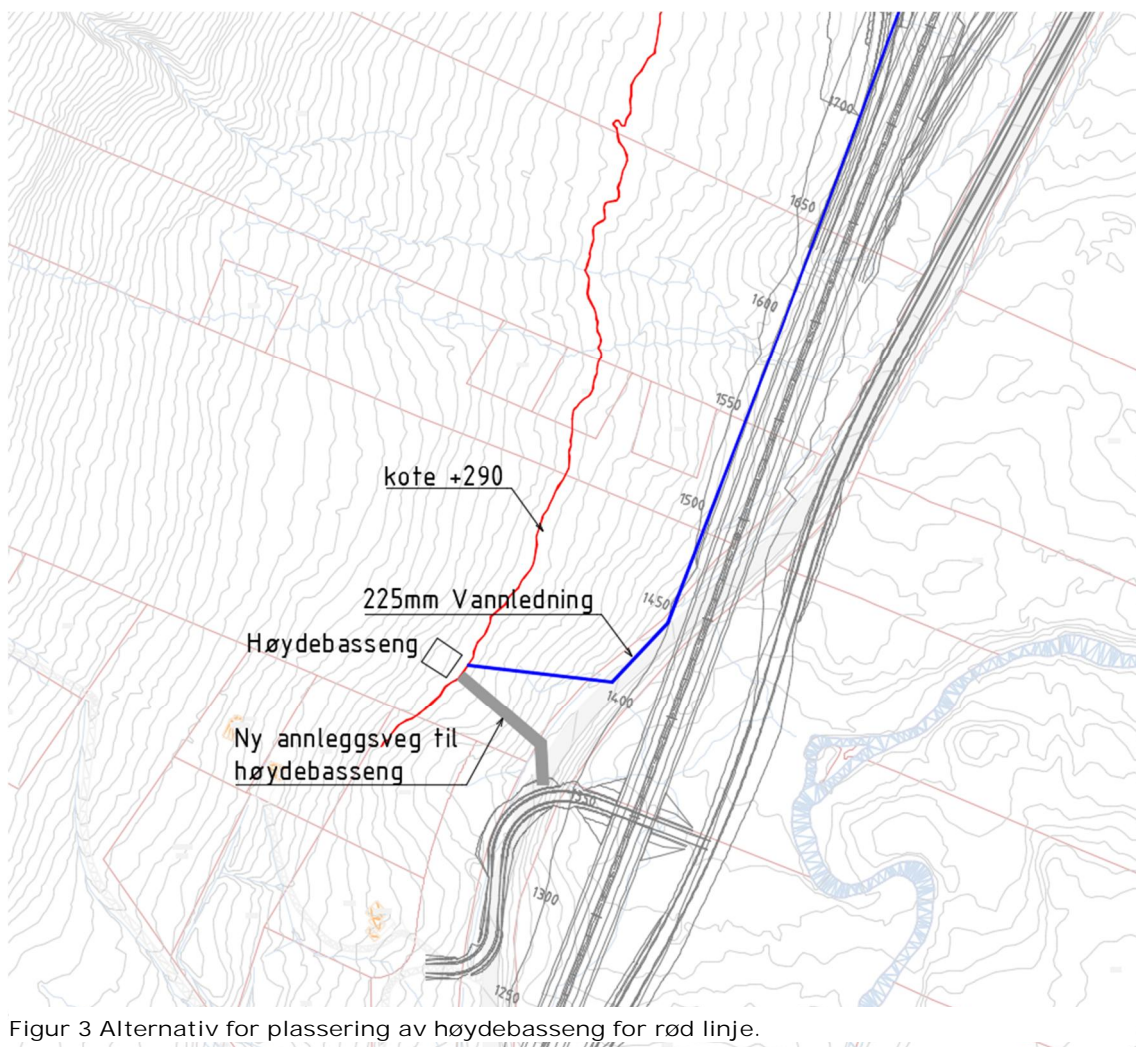 1700
1650
1600
1550
kote +290
1500
225mm Vannledning
1450
Høydebasseng
1400
Ny annleggsveg til
høydebasseng
1350
1300
1250
Figur 3 Alternativ for plassering av høydebasseng for rød linje.